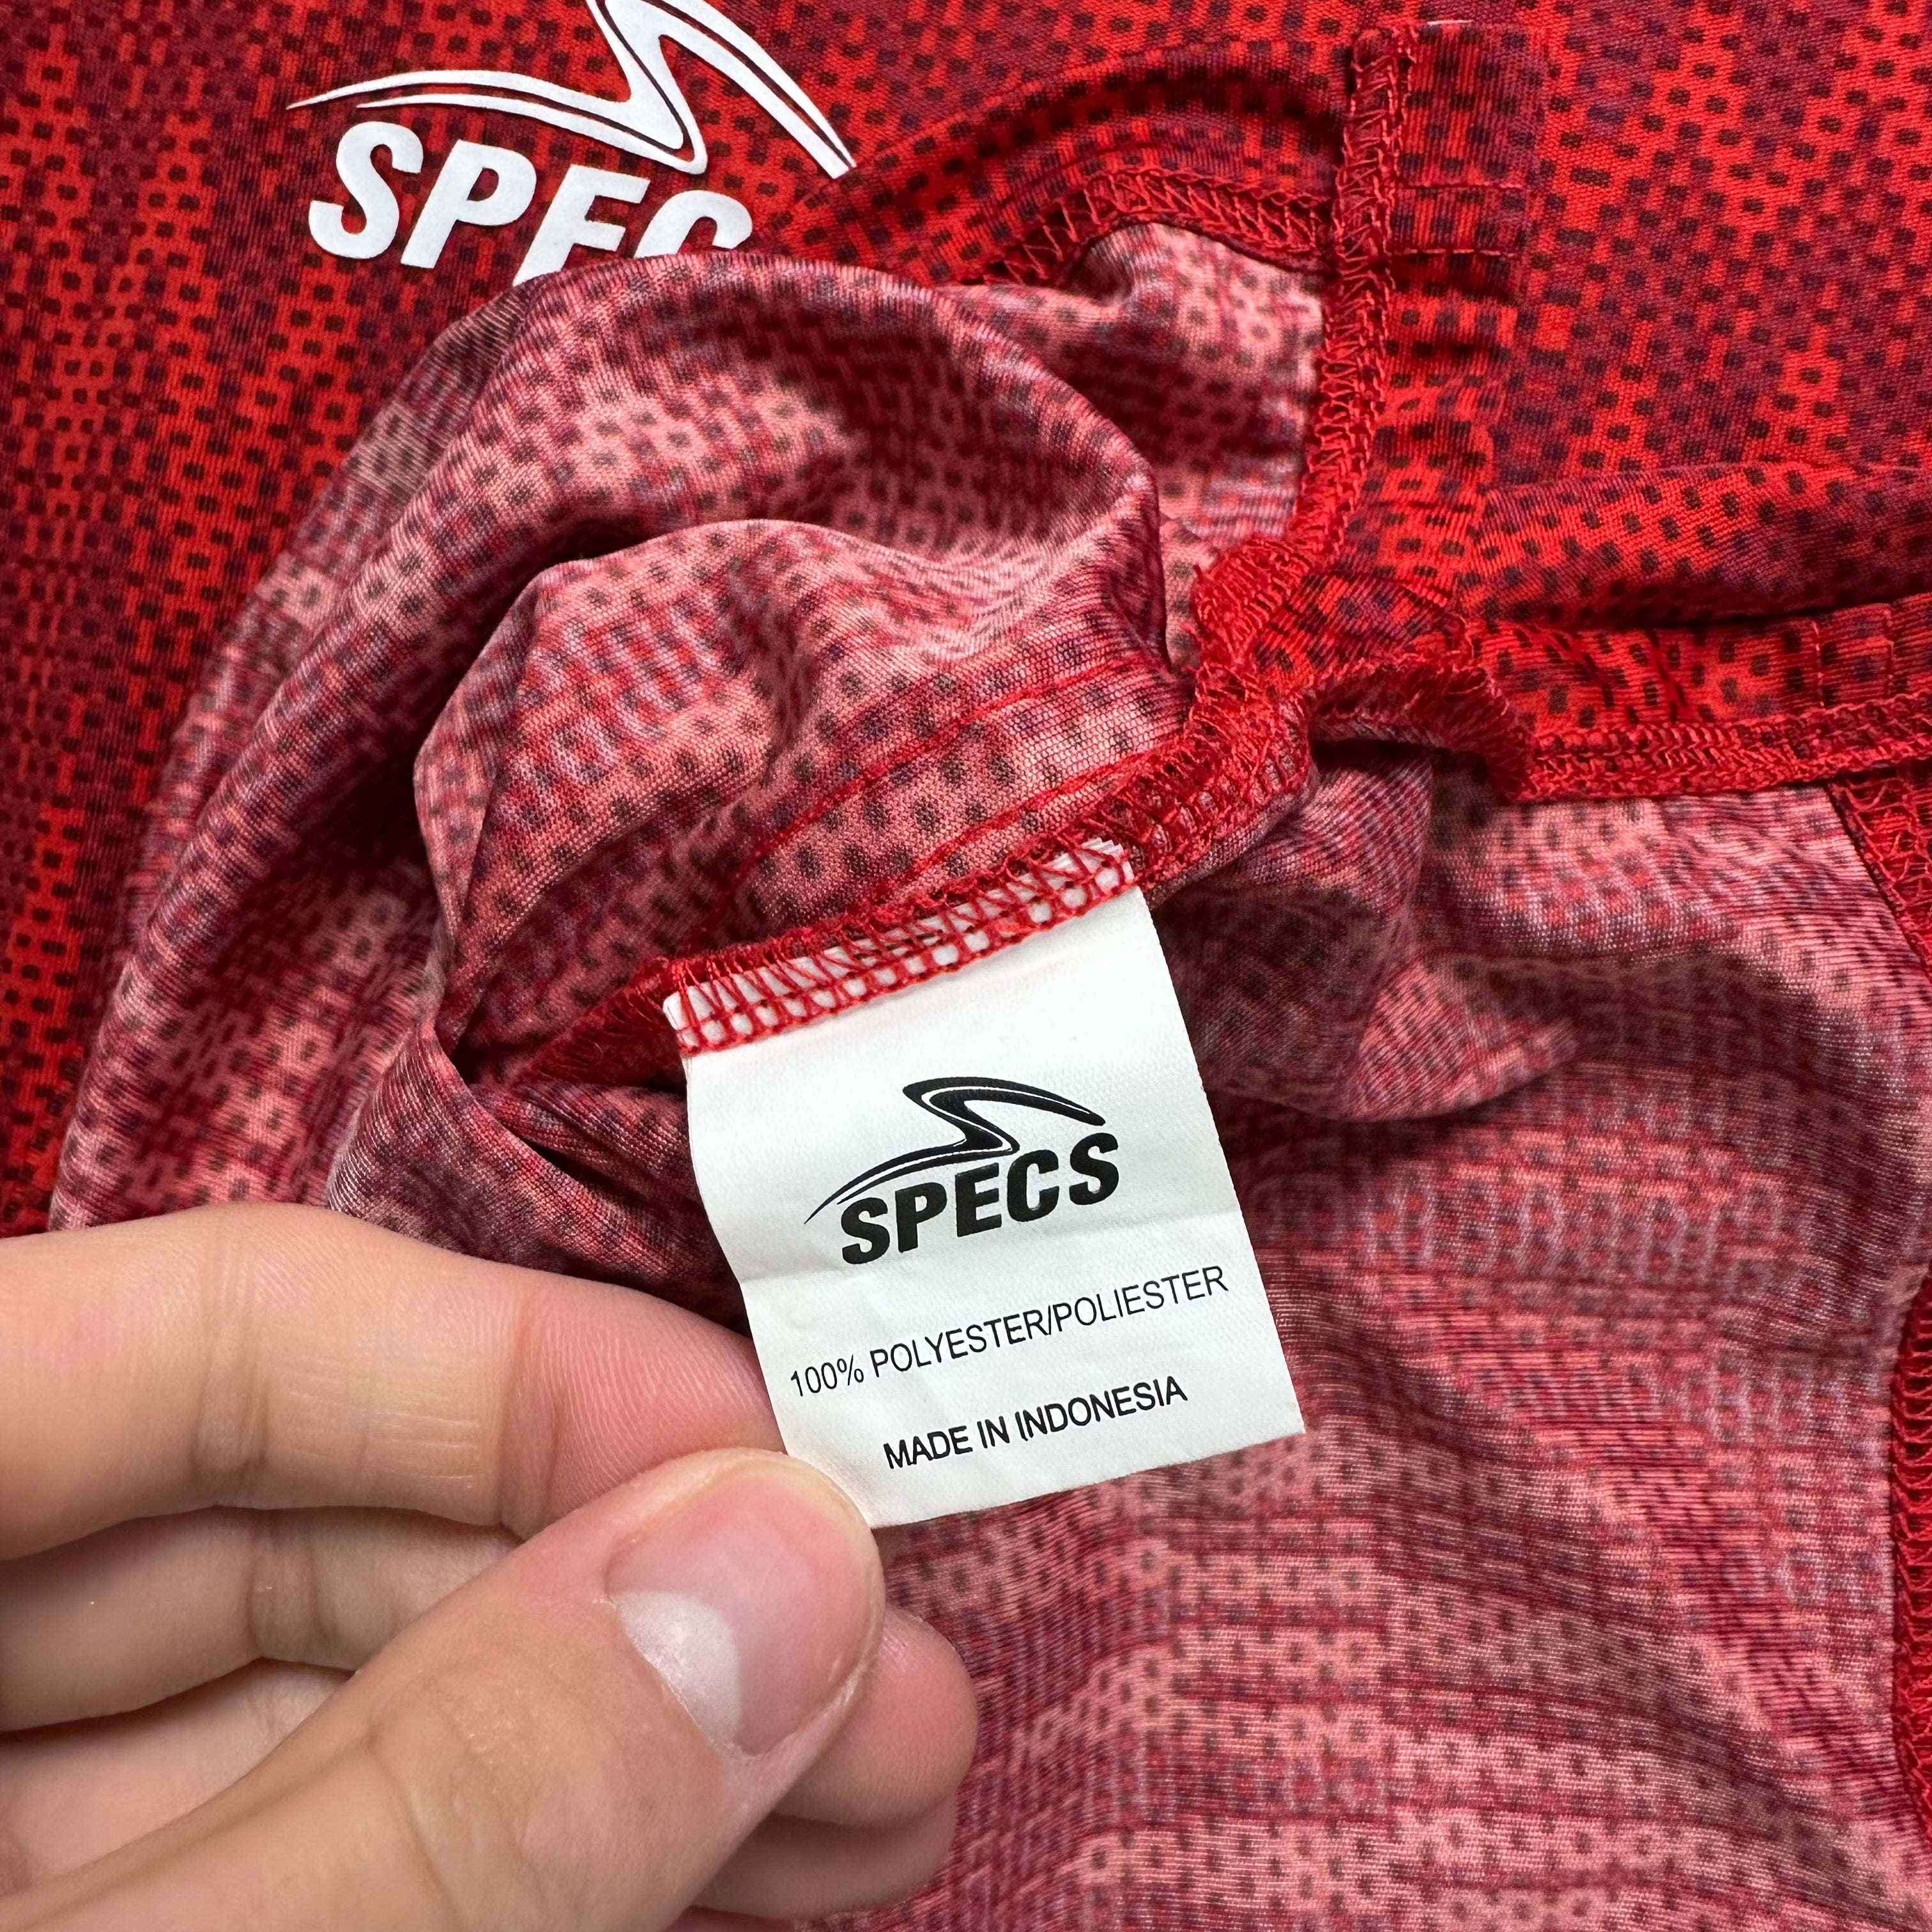 SPECS
SPECS
100% POLYESTER/POLIESTER
MADE IN INDONESIA